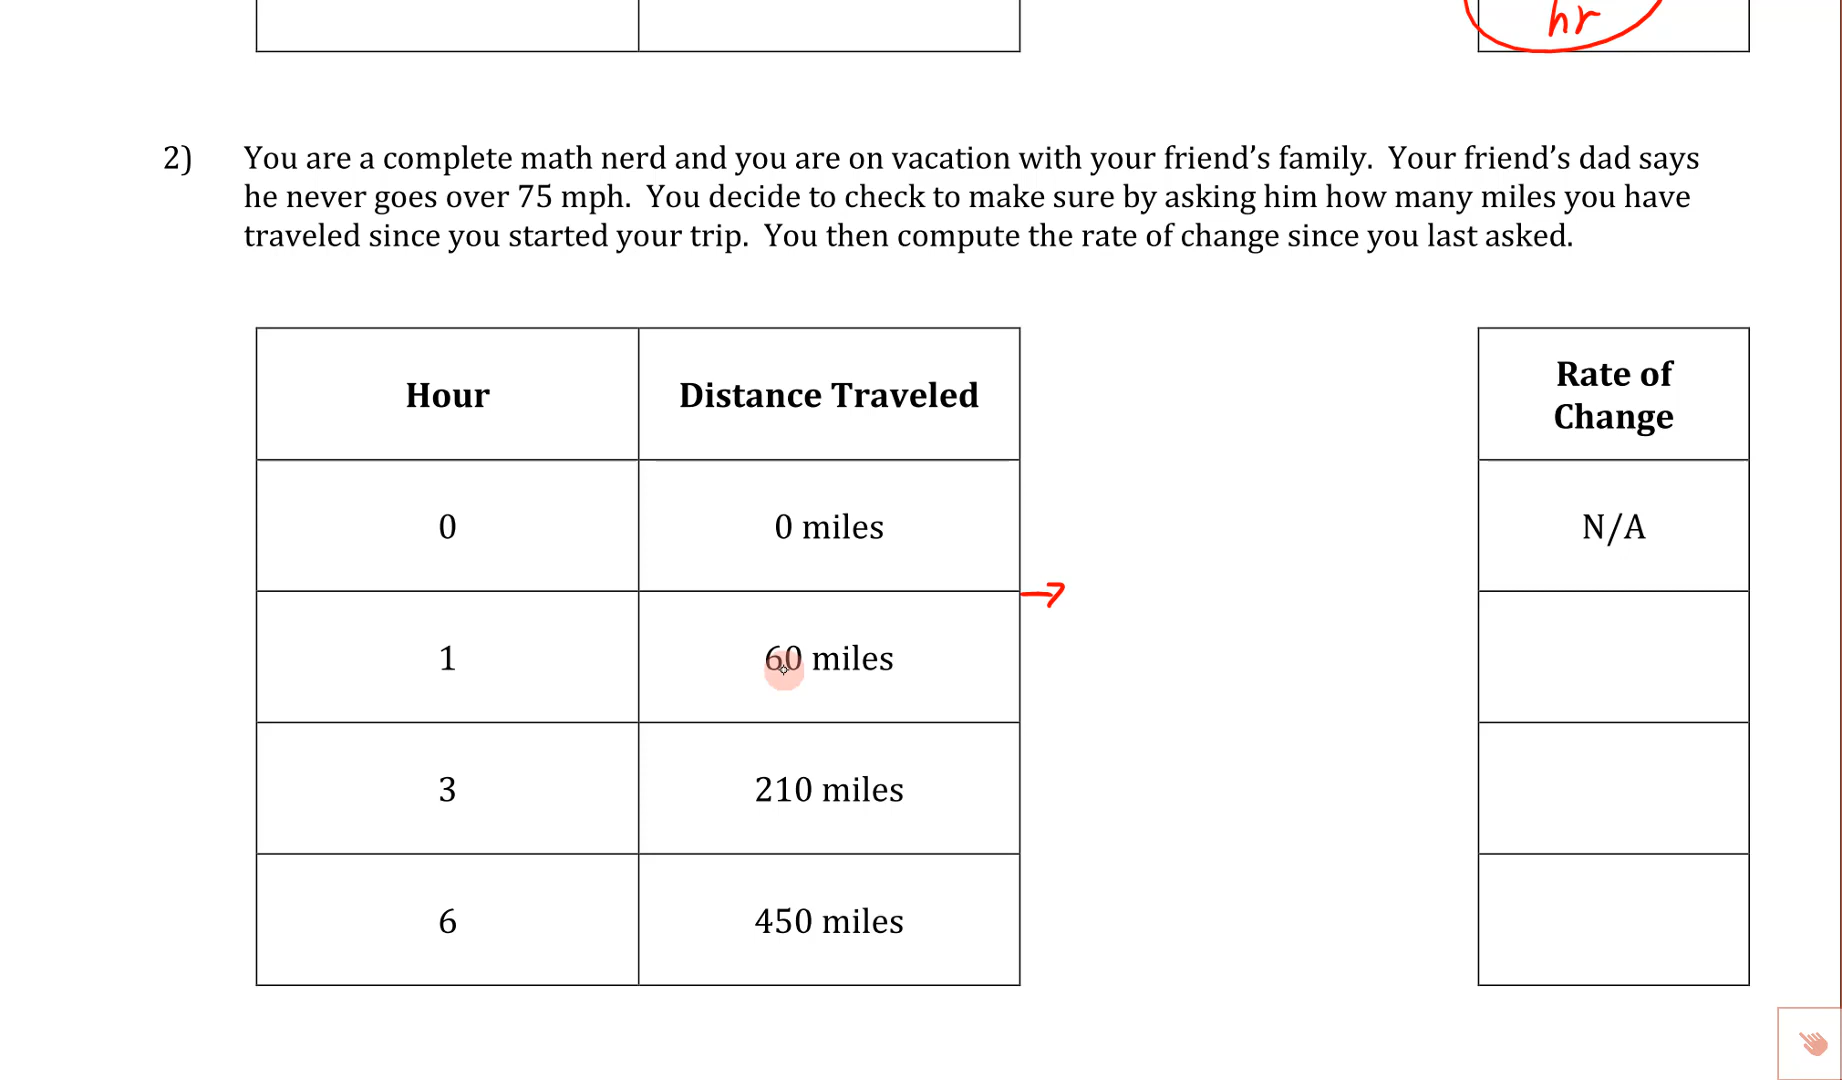 hr
2) You are a complete math nerd and you are on vacation with your friend’s family. Your friend’s dad says
he never goes over 75 mph. You decide to check to make sure by asking him how many miles you have
traveled since you started your trip. You then compute the rate of change since you last asked.
Hour Distance Traveled Rate of
Change
0 0 miles N/A
1 60 miles
3 210 miles
6 450 miles